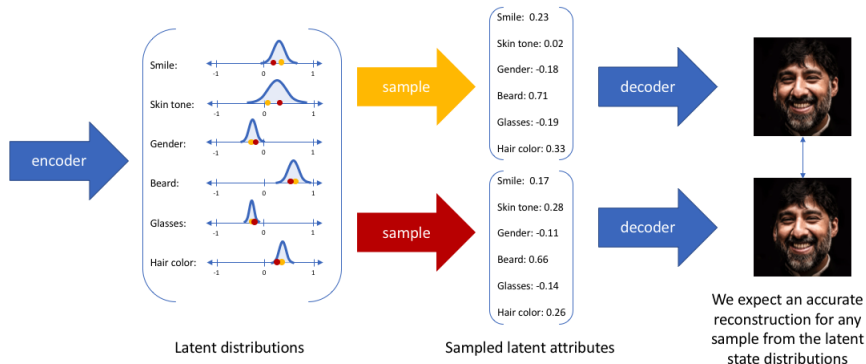 encoder
Smile:
-1 0 1
Skin tone:
-1 0 1
Gender:
-1 0 1
Beard:
-1 0 1
Glasses:
-1 0 1
Hair color:
-1 0 1
Latent distributions
sample
sample
Smile: 0.23
Skin tone: 0.02
Gender: -0.18
Beard: 0.71
Glasses: -0.19
Hair color: 0.33
Smile: 0.17
Skin tone: 0.28
Gender: -0.11
Beard: 0.66
Glasses: -0.14
Hair color: 0.26
Sampled latent attributes
decoder
decoder
We expect an accurate
reconstruction for any
sample from the latent
state distributions